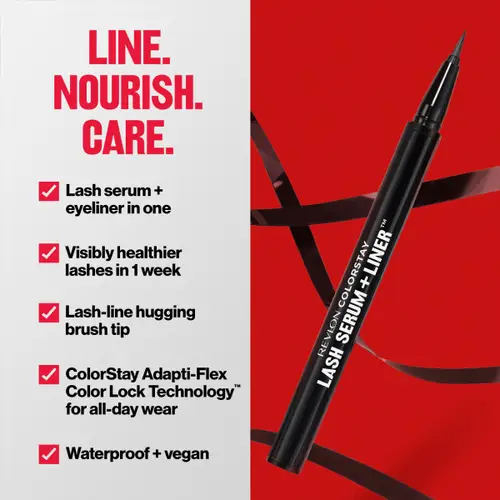 LINE.
NOURISH.
CARE.
Lash serum +
eyeliner in one
Visibly healthier
lashes in 1 week
Lash-line hugging
brush tip
ColorStay Adapti-Flex
Color Lock Technology™
for all-day wear
Waterproof + vegan
REVLON COLORSTAY
LASH SERUM + LINER™